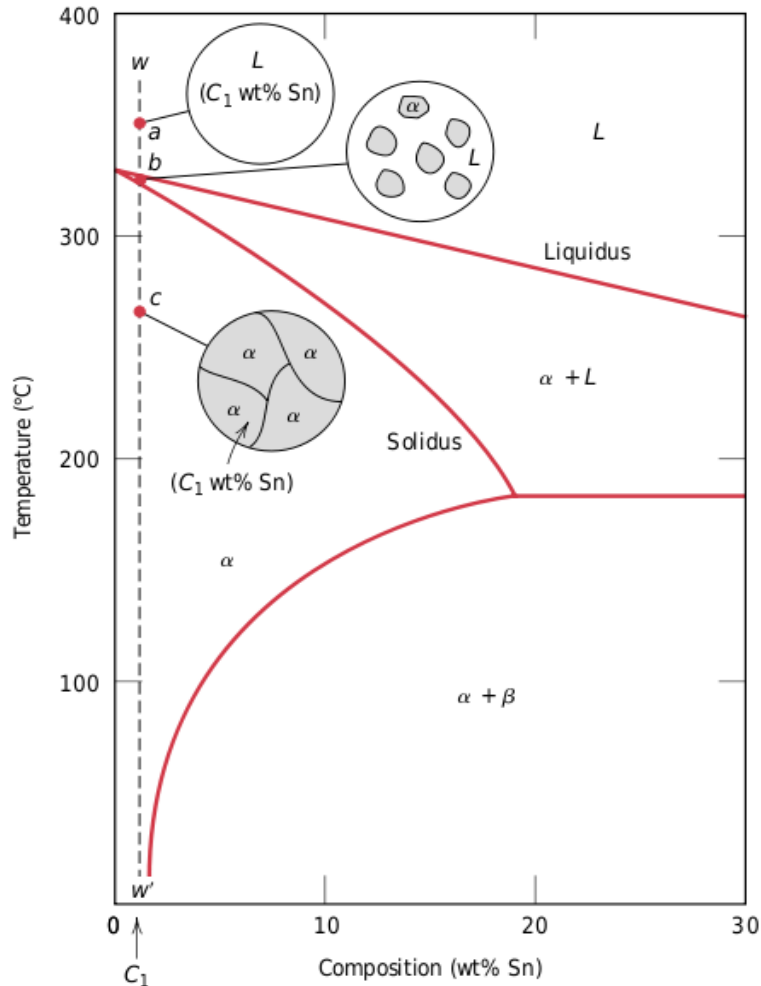 400
w
L
(C₁ wt% Sn)
α
a
L
b
L
300
Liquidus
c
α
α
α + L
α
α
Solidus
200
(C₁ wt% Sn)
Temperature (°C)
α
100
α + β
w′
0
0
10
20
30
C₁
Composition (wt% Sn)